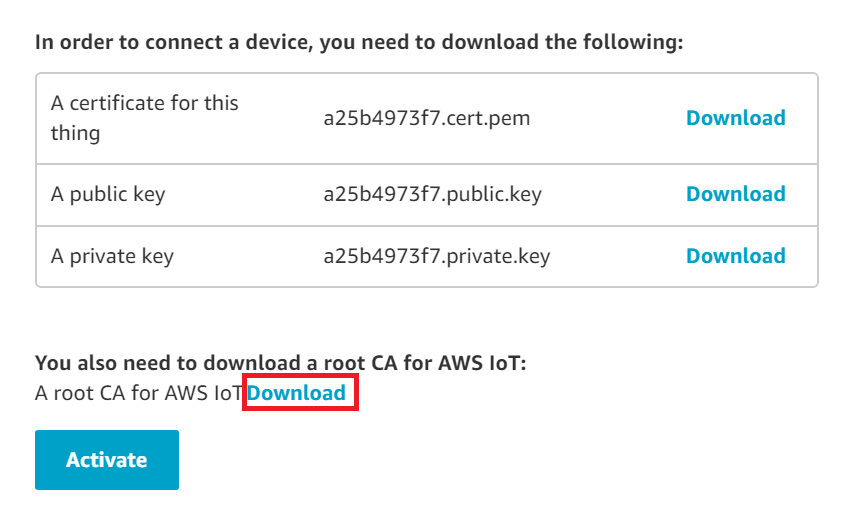 In order to connect a device, you need to download the following:
A certificate for this
thing
a25b4973f7.cert.pem
Download
A public key
a25b4973f7.public.key
Download
A private key
a25b4973f7.private.key
Download
You also need to download a root CA for AWS IoT:
A root CA for AWS IoT Download
Activate